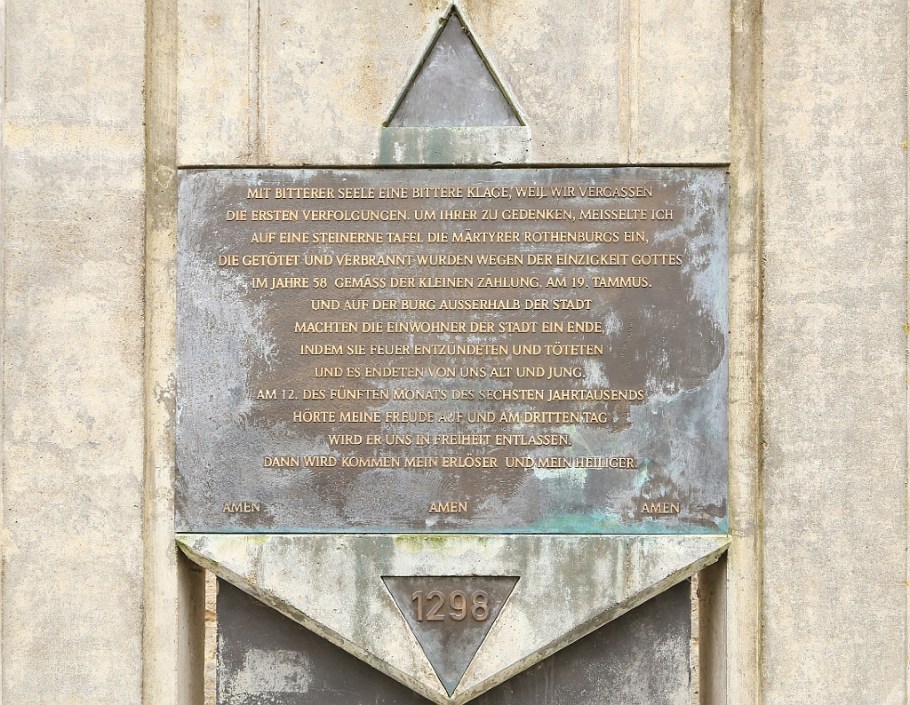 MIT BITTERER SEELE EINE BITTERE KLAGE, WEIL WIR VERGASSEN
DIE ERSTEN VERFOLGUNGEN. UM IHRER ZU GEDENKEN, MEISSELTE ICH
AUF EINE STEINERNE TAFEL DIE MÄRTYRER ROTHENBURGS EIN,
DIE GETÖTET UND VERBRANNT WURDEN WEGEN DER EINZIGKEIT GOTTES
IM JAHRE 58 GEMÄSS DER KLEINEN ZÄHLUNG, AM 19. TAMMUS.
UND AUF DER BURG AUSSERHALB DER STADT
MACHTEN DIE EINWOHNER DER STADT EIN ENDE,
INDEM SIE FEUER ENTZÜNDETEN UND TÖTETEN
UND ES ENDETEN VON UNS ALT UND JUNG.
AM 12. DES FÜNFTEN MONATS DES SECHSTEN JAHRTAUSENDS
HÖRTE MEINE FREUDE AUF UND AM DRITTEN TAG
WIRD ER UNS IN FREIHEIT ENTLASSEN.
DANN WIRD KOMMEN MEIN ERLÖSER UND MEIN HEILIGER.
AMEN AMEN AMEN
1298